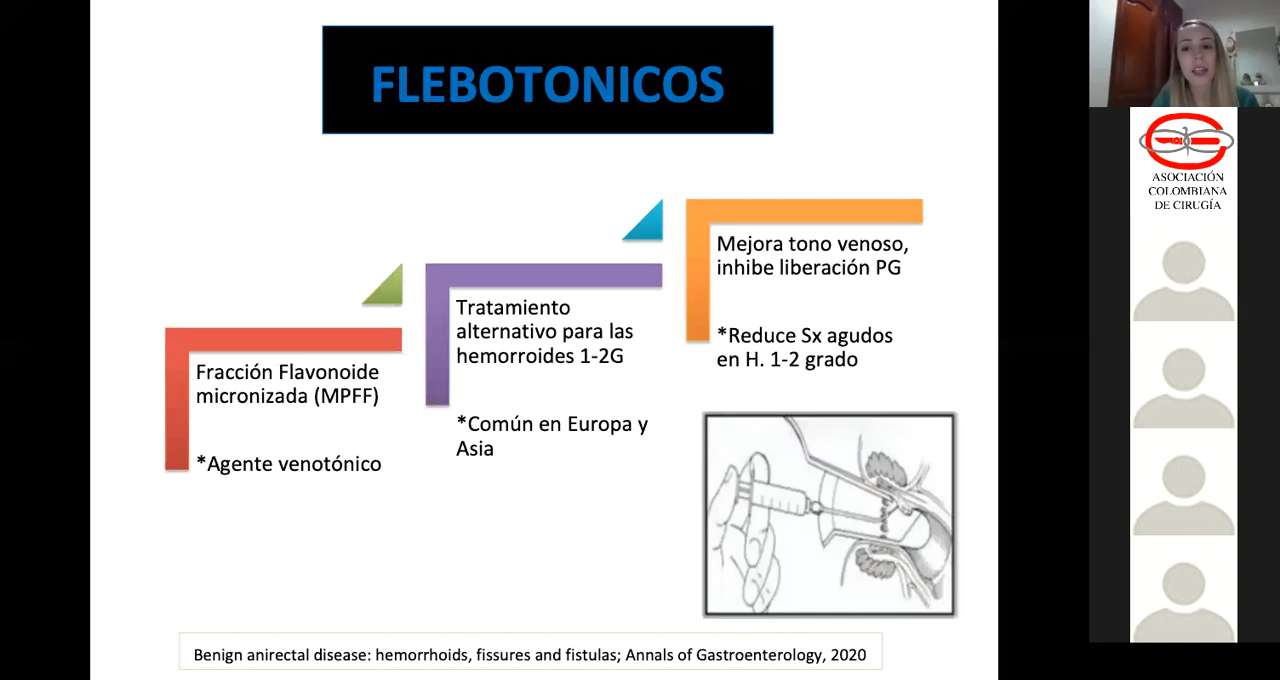 FLEBOTONICOS
Fracción Flavonoide
micronizada (MPFF)
*Agente venotónico
Tratamiento
alternativo para las
hemorroides 1-2G
*Común en Europa y
Asia
Mejora tono venoso,
inhibe liberación PG
*Reduce Sx agudos
en H. 1-2 grado
Benign anirectal disease: hemorrhoids, fissures and fistulas; Annals of Gastroenterology, 2020
ASOCIACIÓN
COLOMBIANA
DE CIRUGÍA